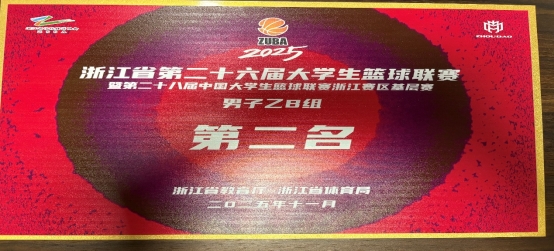 ZUBA
2025
浙江省第二十六届大学生篮球联赛
暨第二十八届中国大学生篮球联赛浙江赛区基层赛
男子乙B组
第二名
浙江省教育厅 浙江省体育局
二〇二五年十一月